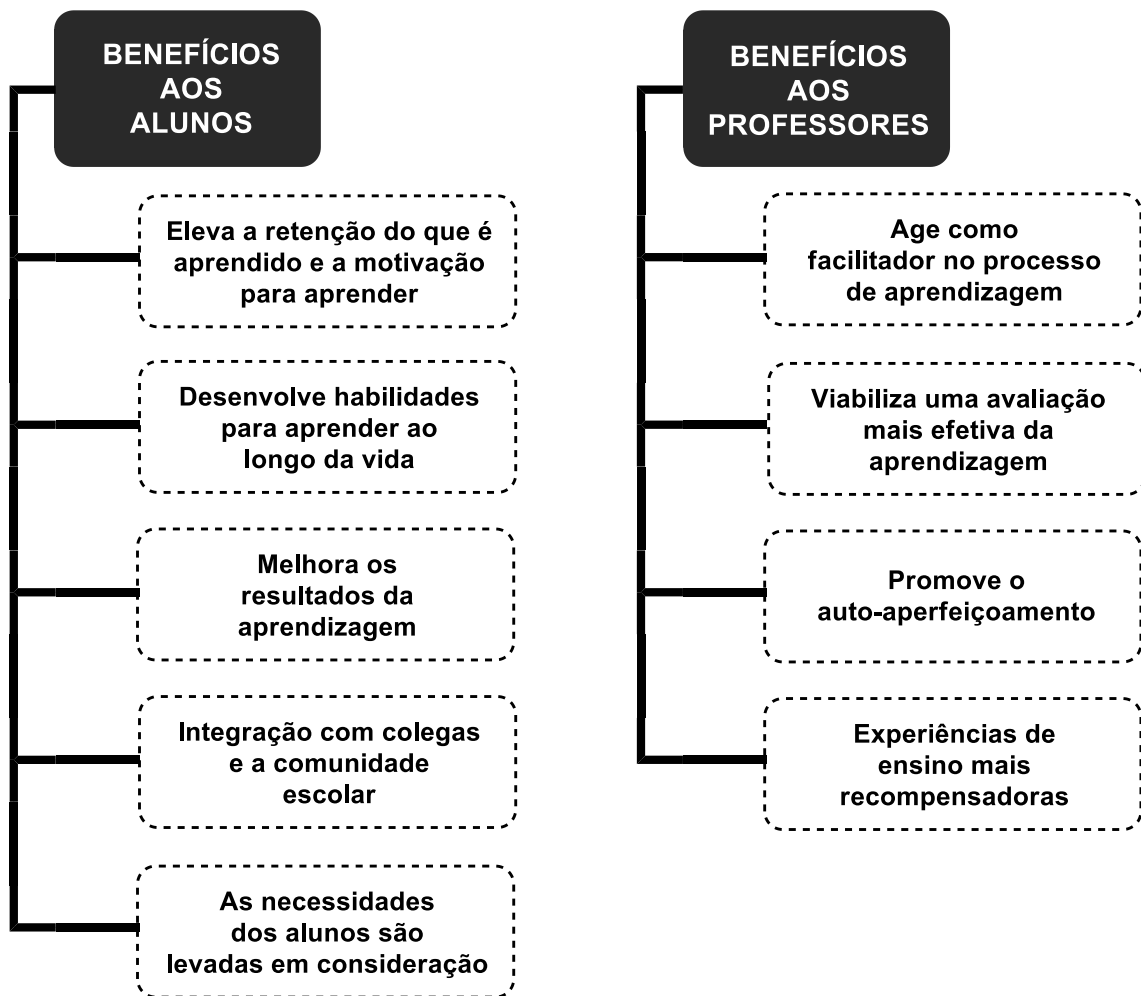 BENEFÍCIOS
AOS
ALUNOS
Eleva a retenção do que é
aprendido e a motivação
para aprender
Desenvolve habilidades
para aprender ao
longo da vida
Melhora os
resultados da
aprendizagem
Integração com colegas
e a comunidade
escolar
As necessidades
dos alunos são
levadas em consideração
BENEFÍCIOS
AOS
PROFESSORES
Age como
facilitador no processo
de aprendizagem
Viabiliza uma avaliação
mais efetiva da
aprendizagem
Promove o
auto-aperfeiçoamento
Experiências de
ensino mais
recompensadoras